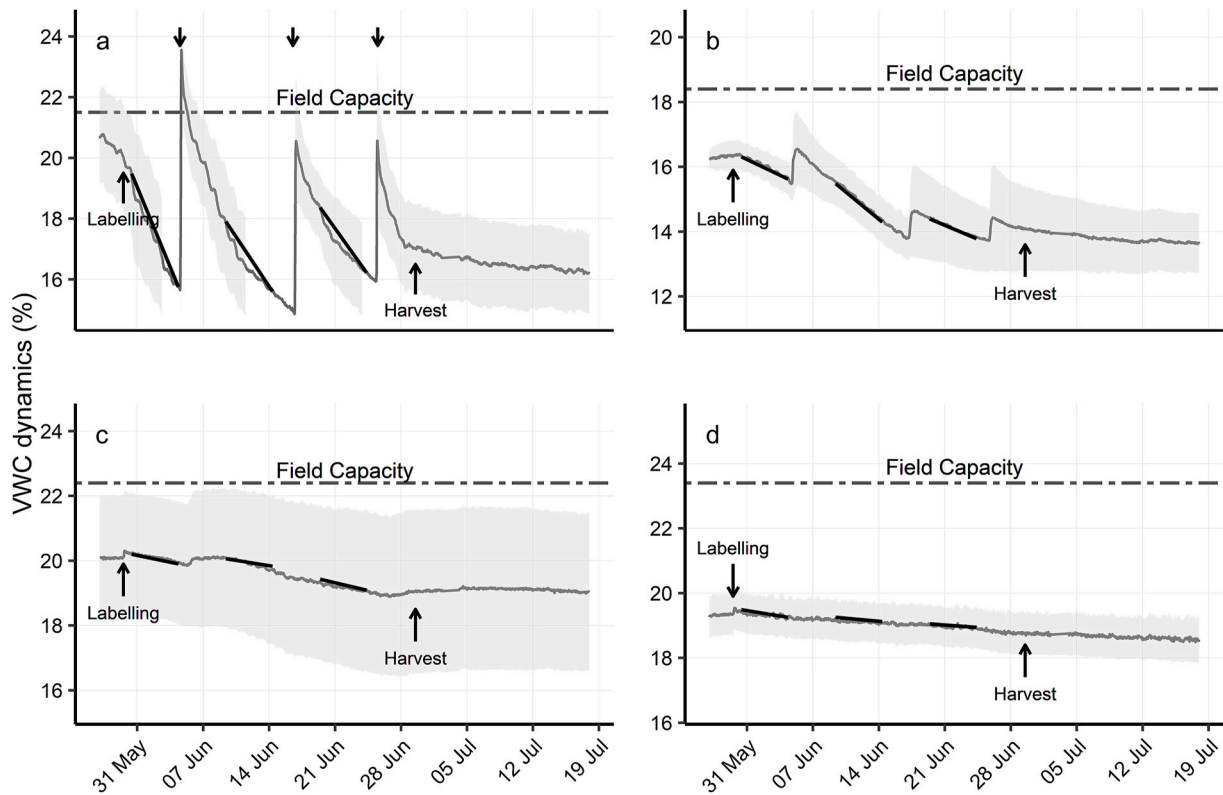 a
24
22
20
18
16
Field Capacity
Labelling
Harvest
b
20
18
16
14
12
Field Capacity
Labelling
Harvest
VWC dynamics (%)
c
24
22
20
18
16
Field Capacity
Labelling
Harvest
31 May
07 Jun
14 Jun
21 Jun
28 Jun
05 Jul
12 Jul
19 Jul
d
24
22
20
18
16
Field Capacity
Labelling
Harvest
31 May
07 Jun
14 Jun
21 Jun
28 Jun
05 Jul
12 Jul
19 Jul